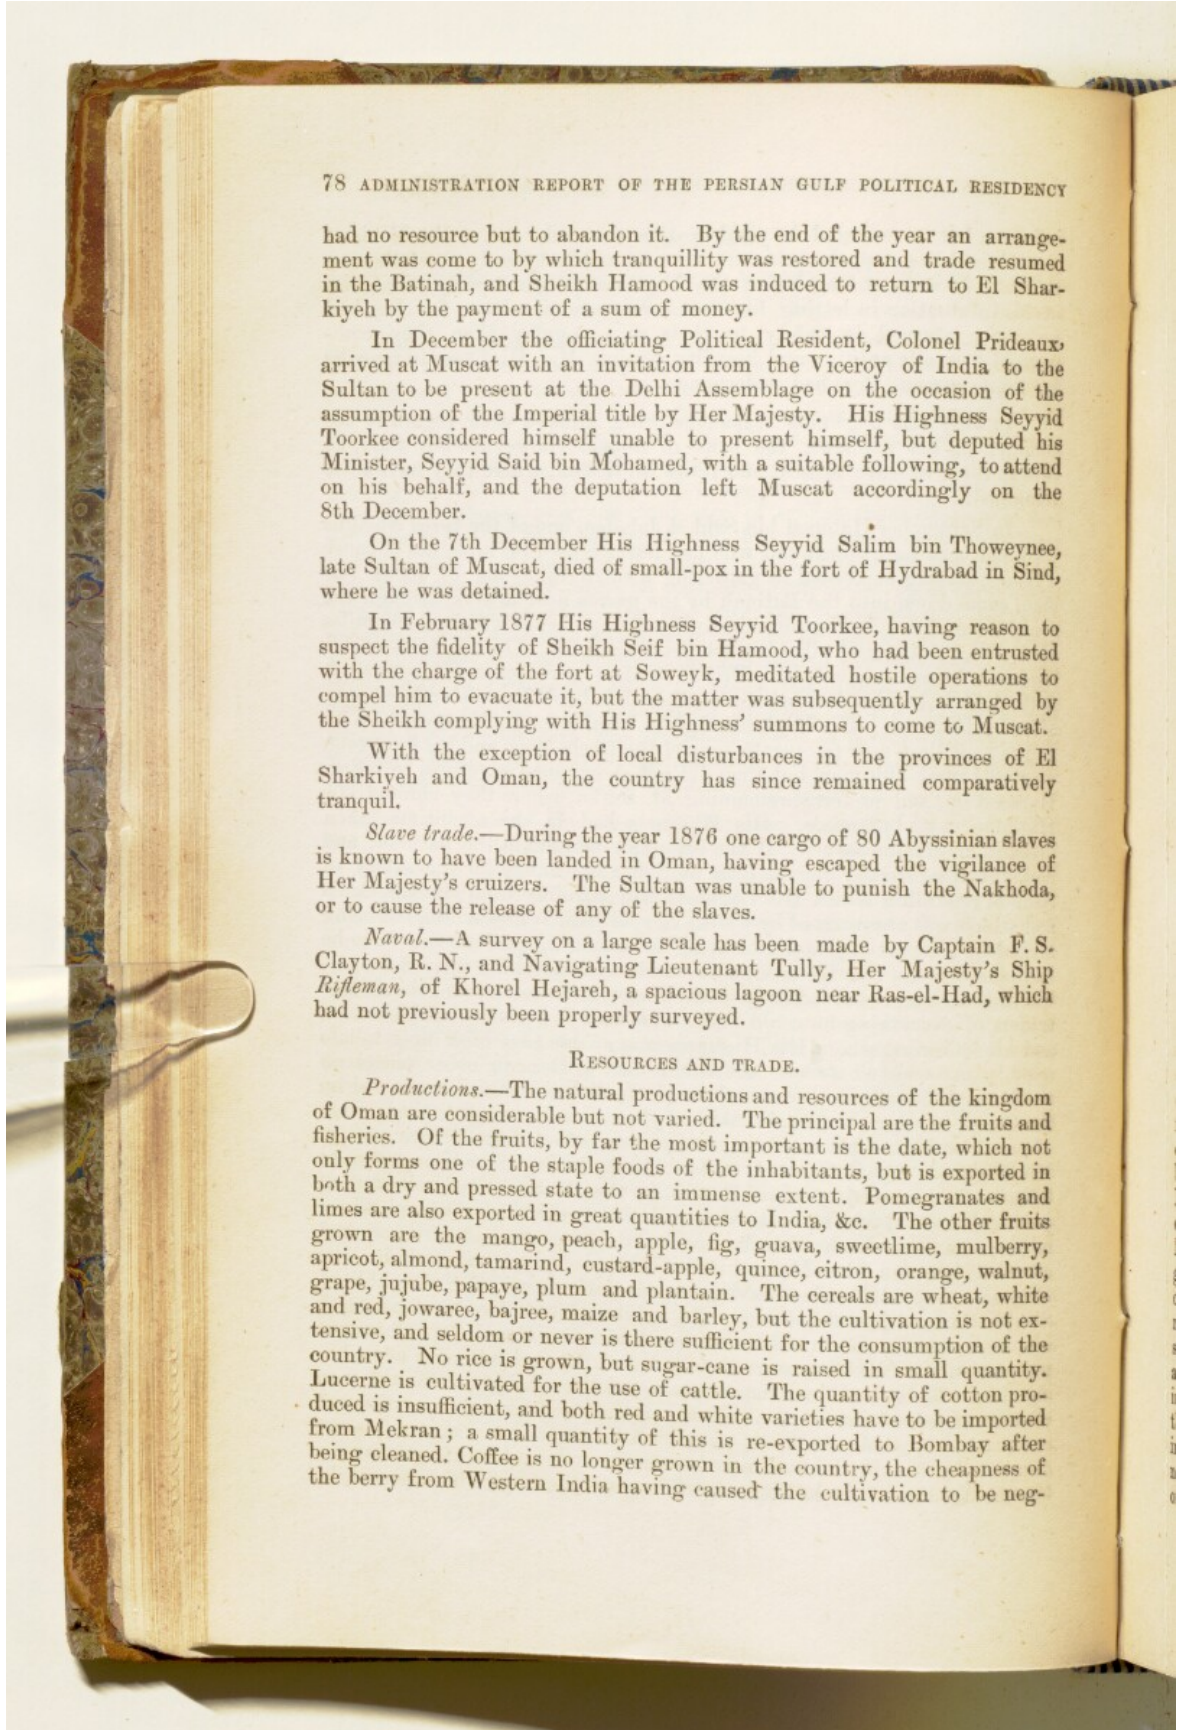 78 ADMINISTRATION REPORT OF THE PERSIAN GULF POLITICAL RESIDENCY
had no resource but to abandon it. By the end of the year an arrange-
ment was come to by which tranquillity was restored and trade resumed
in the Batinah, and Sheikh Hamood was induced to return to El Shar-
kiyeh by the payment of a sum of money.
In December the officiating Political Resident, Colonel Prideaux,
arrived at Muscat with an invitation from the Viceroy of India to the
Sultan to be present at the Delhi Assemblage on the occasion of the
assumption of the Imperial title by Her Majesty. His Highness Seyyid
Toorkee considered himself unable to present himself, but deputed his
Minister, Seyyid Said bin Mohamed, with a suitable following, to attend
on his behalf, and the deputation left Muscat accordingly on the
8th December.
On the 7th December His Highness Seyyid Salim bin Thoweynee,
late Sultan of Muscat, died of small-pox in the fort of Hydrabad in Sind,
where he was detained.
In February 1877 His Highness Seyyid Toorkee, having reason to
suspect the fidelity of Sheikh Seif bin Hamood, who had been entrusted
with the charge of the fort at Soweyk, meditated hostile operations to
compel him to evacuate it, but the matter was subsequently arranged by
the Sheikh complying with His Highness' summons to come to Muscat.
With the exception of local disturbances in the provinces of El
Sharkiyeh and Oman, the country has since remained comparatively
tranquil.
Slave trade.—During the year 1876 one cargo of 80 Abyssinian slaves
is known to have been landed in Oman, having escaped the vigilance of
Her Majesty's cruizers. The Sultan was unable to punish the Nakhoda,
or to cause the release of any of the slaves.
Naval.—A survey on a large scale has been made by Captain F. S.
Clayton, R. N., and Navigating Lieutenant Tully, Her Majesty's Ship
Rifleman, of Khorel Hejareh, a spacious lagoon near Ras-el-Had, which
had not previously been properly surveyed.
RESOURCES AND TRADE.
Productions.—The natural productions and resources of the kingdom
of Oman are considerable but not varied. The principal are the fruits and
fisheries. Of the fruits, by far the most important is the date, which not
only forms one of the staple foods of the inhabitants, but is exported in
both a dry and pressed state to an immense extent. Pomegranates and
limes are also exported in great quantities to India, &c. The other fruits
grown are the mango, peach, apple, fig, guava, sweetlime, mulberry,
apricot, almond, tamarind, custard-apple, quince, citron, orange, walnut,
grape, jujube, papaye, plum and plantain. The cereals are wheat, white
and red, jowaree, bajree, maize and barley, but the cultivation is not ex-
tensive, and seldom or never is there sufficient for the consumption of the
country. No rice is grown, but sugar-cane is raised in small quantity.
Lucerne is cultivated for the use of cattle. The quantity of cotton pro-
duced is insufficient, and both red and white varieties have to be imported
from Mekran; a small quantity of this is re-exported to Bombay after
being cleaned. Coffee is no longer grown in the country, the cheapness of
the berry from Western India having caused the cultivation to be neg-